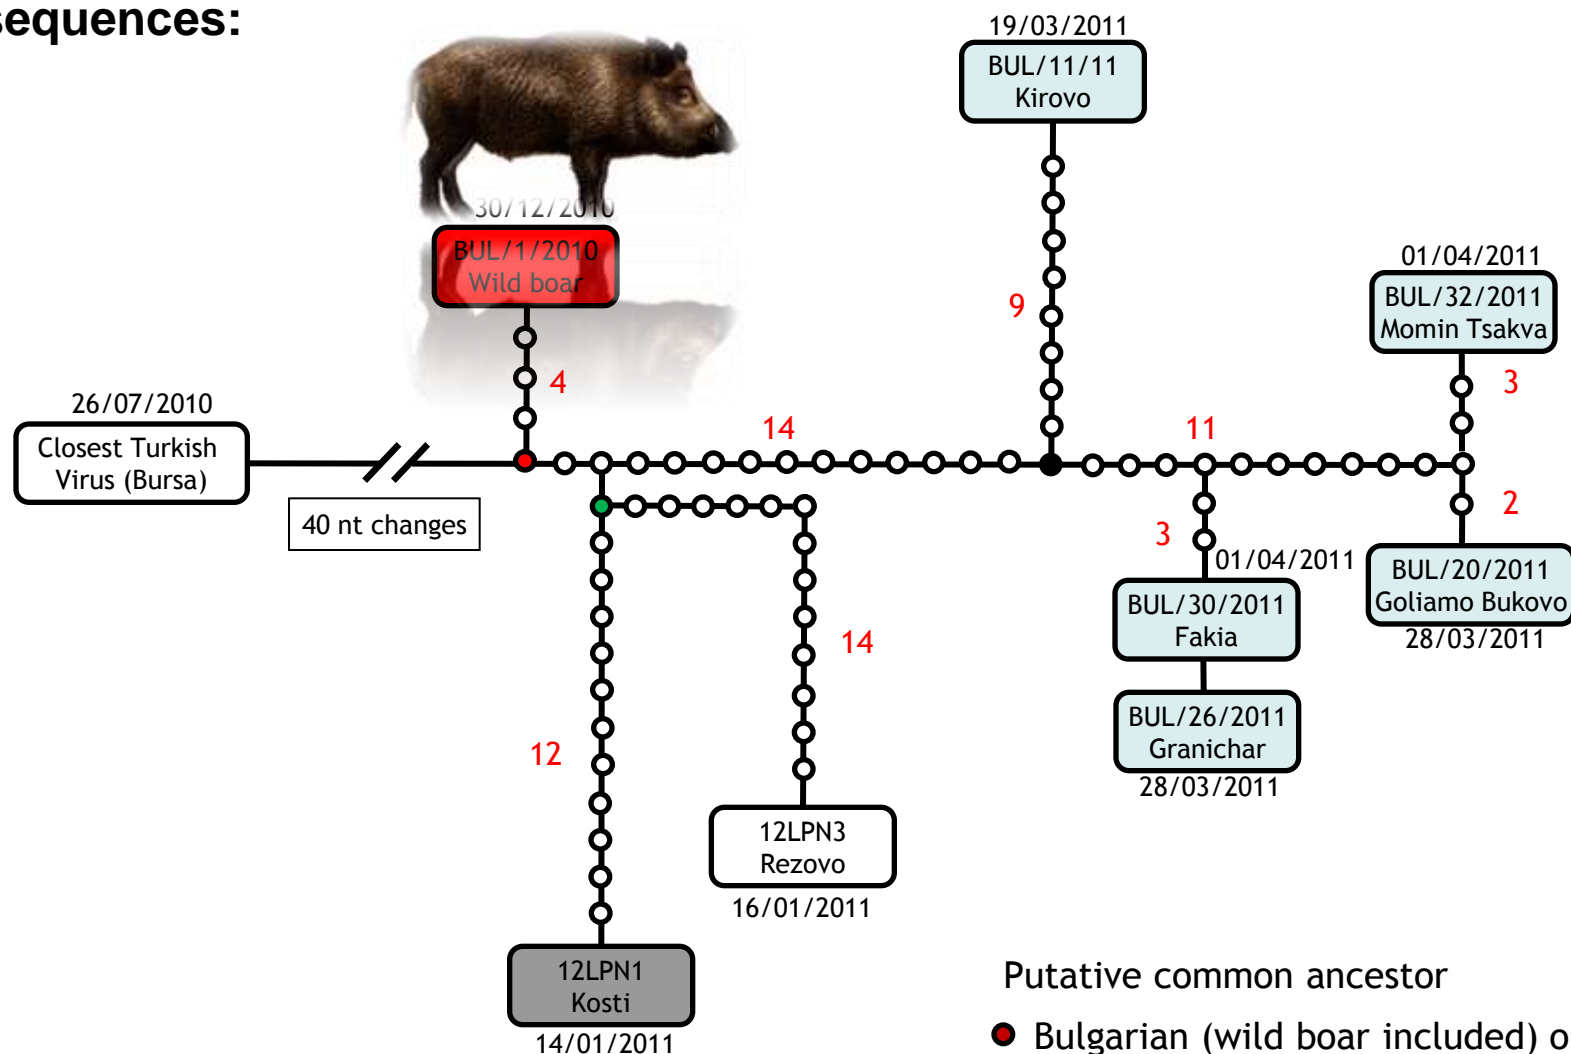 sequences:
19/03/2011
BUL/11/11
Kirovo
30/12/2010
BUL/1/2010
Wild boar
01/04/2011
BUL/32/2011
Momin Tsakva
9
4
3
26/07/2010
Closest Turkish
Virus (Bursa)
14
11
40 nt changes
2
3
01/04/2011
BUL/20/2011
Goliamo Bukovo
28/03/2011
BUL/30/2011
Fakia
14
BUL/26/2011
Granichar
28/03/2011
12
12LPN3
Rezovo
16/01/2011
12LPN1
Kosti
14/01/2011
Putative common ancestor
Bulgarian (wild boar included)